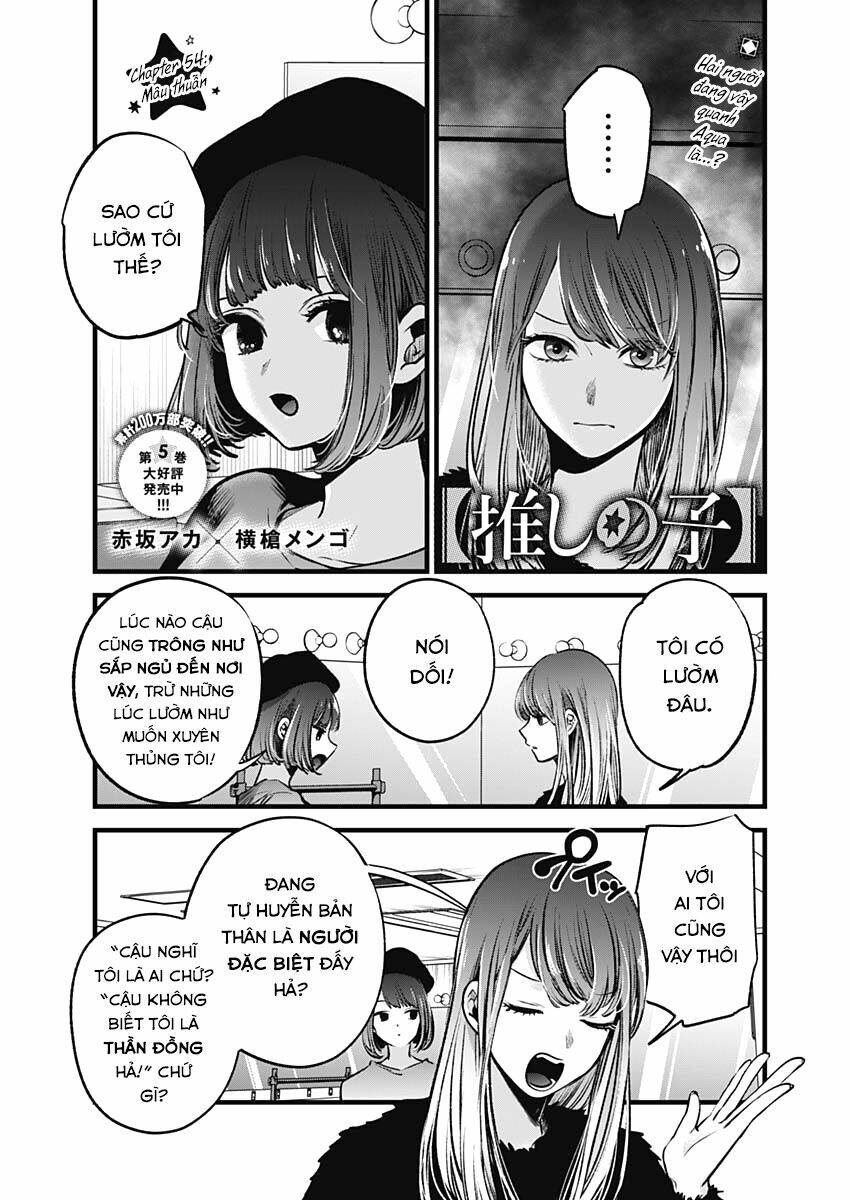 Hai người
đang vây
quanh
Aqua
là...?
......
【推しの子】
Chapter 54:
Mâu thuẫn
SAO CỨ
LƯỜM TÔI
THẾ?
累計200万部突破!!
第5巻
大好評
発売中
!!!
赤坂アカ×横槍メンゴ
TÔI CÓ
LƯỜM
ĐÂU.
NÓI
DỐI!
LÚC NÀO CẬU
CŨNG TRÔNG NHƯ
SẮP NGỦ ĐẾN NƠI
VẬY, TRỪ NHỮNG
LÚC LƯỜM NHƯ
MUỐN XUYÊN
THỦNG TÔI!
VỚI
AI TÔI
CŨNG
VẬY THÔI
プイッ
ĐANG
TỰ HUYỄN BẢN
THÂN LÀ NGƯỜI
ĐẶC BIỆT ĐẤY
HẢ?
"CẬU NGHĨ
TÔI LÀ AI CHỨ?
"CẬU KHÔNG
BIẾT TÔI LÀ
THẦN ĐỒNG
HẢ!" CHỨ
GÌ?